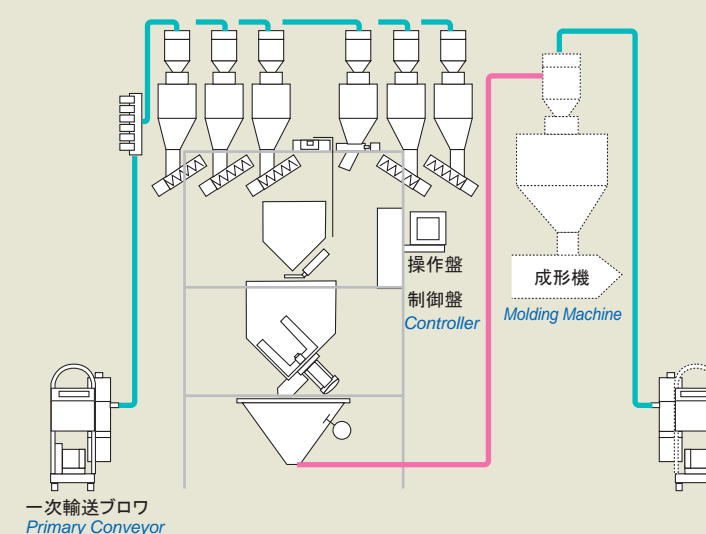 操作盤
制御盤
Controller
成形機
Molding Machine
一次輸送ブロワ
Primary Conveyor